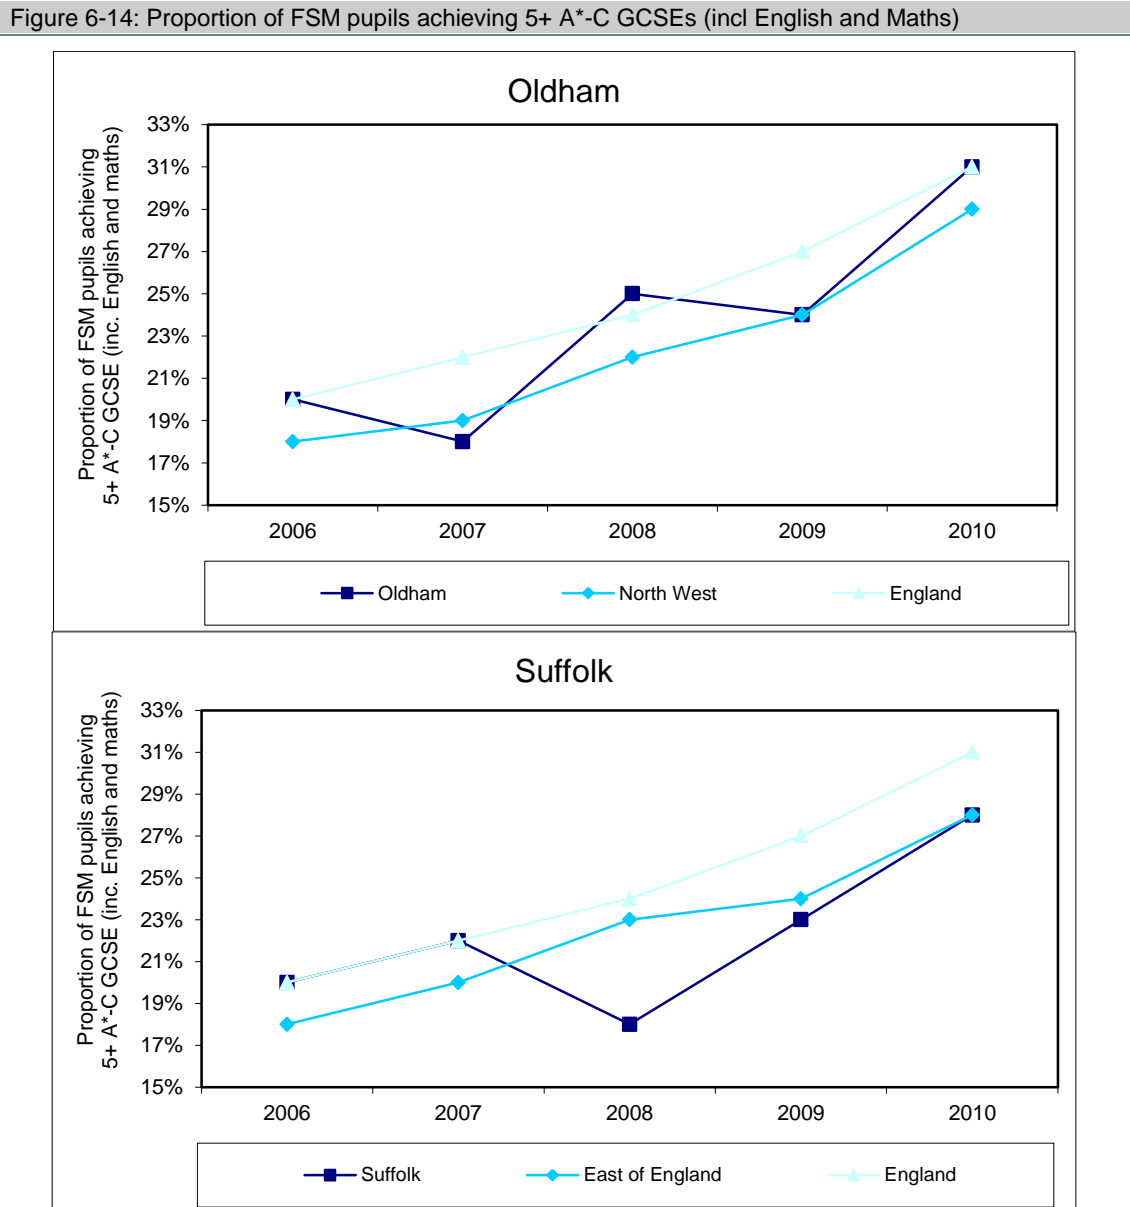 Figure 6-14: Proportion of FSM pupils achieving 5+ A*-C GCSEs (incl English and Maths)
Oldham
Proportion of FSM pupils achieving
5+ A*-C GCSE (inc. English and maths)
33%
31%
29%
27%
25%
23%
21%
19%
17%
15%
2006 2007 2008 2009 2010
Oldham North West England
Suffolk
Proportion of FSM pupils achieving
5+ A*-C GCSE (inc. English and maths)
33%
31%
29%
27%
25%
23%
21%
19%
17%
15%
2006 2007 2008 2009 2010
Suffolk East of England England